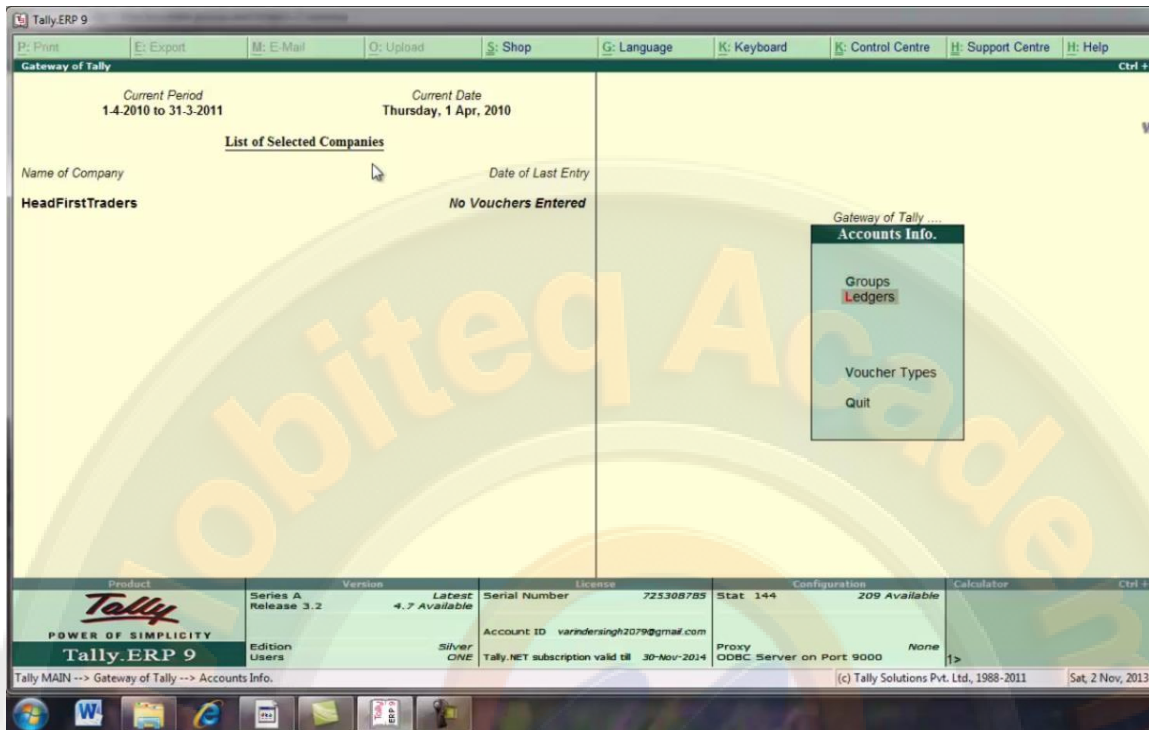 Tally.ERP 9
P: Print E: Export M: E-Mail O: Upload S: Shop G: Language K: Keyboard K: Control Centre H: Support Centre H: Help
Gateway of Tally Ctrl +
Current Period Current Date
1-4-2010 to 31-3-2011 Thursday, 1 Apr, 2010
List of Selected Companies
Name of Company Date of Last Entry
HeadFirstTraders No Vouchers Entered
Gateway of Tally ....
Accounts Info.
Groups
Ledgers
Voucher Types
Quit
obiteq Academ
Product Version License Configuration Calculator Ctrl +
Tally
POWER OF SIMPLICITY
Tally.ERP 9
Series A Latest
Release 3.2 4.7 Available
Edition Silver
Users ONE
Serial Number 725308785
Account ID varindersingh2079@gmail.com
Tally.NET subscription valid till 30-Nov-2014
Stat 144 209 Available
Proxy None
ODBC Server on Port 9000
1>
Tally MAIN --> Gateway of Tally --> Accounts Info. (c) Tally Solutions Pvt. Ltd., 1988-2011 Sat, 2 Nov, 2013